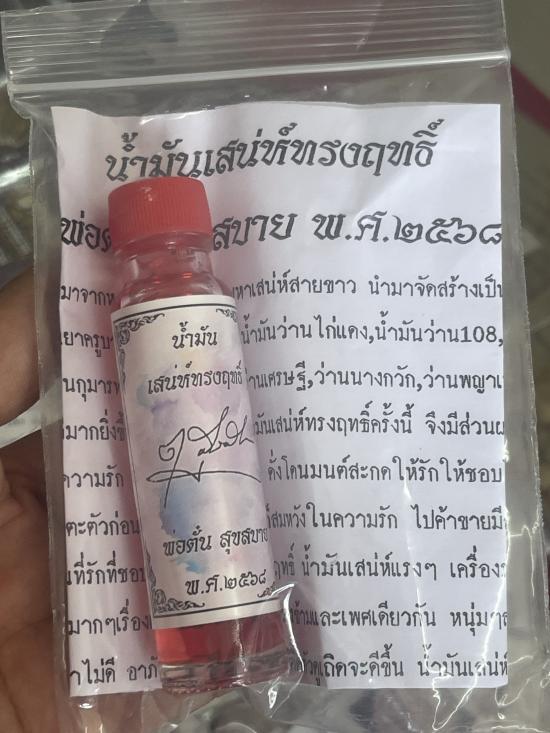 น้ำมันเสน่ห์ทรงฤทธิ์
สบาย พ.ศ.๒๕๖๘
มาจาก
หาเสน่ห์สายขาว นำมาจัดสร้างเป็น
น้ำมันว่านไก่แดง,น้ำมันว่าน108,
นกุมาร
านเศรษฐี,ว่านนางกวัก,ว่านพญาเ
มากยิ่งขึ้
มันเสน่ห์ทรงฤทธิ์ครั้งนี้ จึงมีส่วนผ
ความรัก
ดั่งโดนมนต์สะกดให้รักให้ชอบ
ตะตัวก่อน
สมหวังในความรัก ไปค้าขายมี
นที่รักที่ชอบ
ฤทธิ์ น้ำมันเสน่ห์แรงๆ เครื่อง
มากๆเรื่อง
ข้ามและเพศเดียวกัน หนุ่มๆ
าไม่ดี
ตัวดูเถิดจะดีขึ้น น้ำมันเสน่ห์
น้ำมัน
เสน่ห์ทรงฤทธิ์
พ่อตั๋น สุขสบาย
พ.ศ.๒๕๖๘